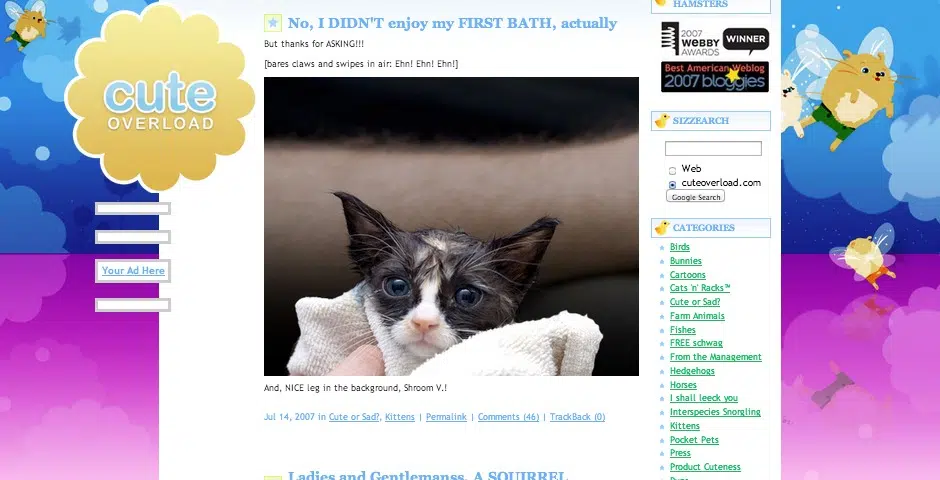 cute
OVERLOAD
Your Ad Here
No, I DIDN'T enjoy my FIRST BATH, actually
But thanks for ASKING!!!
[bares claws and swipes in air: Ehn! Ehn! Ehn!]
And, NICE leg in the background, Shroom V.!
Jul 14, 2007 in Cute or Sad?, Kittens | Permalink | Comments (46) | TrackBack (0)
Ladies and Gentlemanss, A SQUIRREL
HAMSTERS
2007
WEBBY
AWARDS
WINNER
Best American Weblog
2007 bloggies
SIZZEARCH
Web
cuteoverload.com
Google Search
CATEGORIES
Birds
Bunnies
Cartoons
Cats 'n' Racks™
Cute or Sad?
Farm Animals
Fishes
FREE schwag
From the Management
Hedgehogs
Horses
I shall leeck you
Interspecies Snorgling
Kittens
Pocket Pets
Press
Product Cuteness